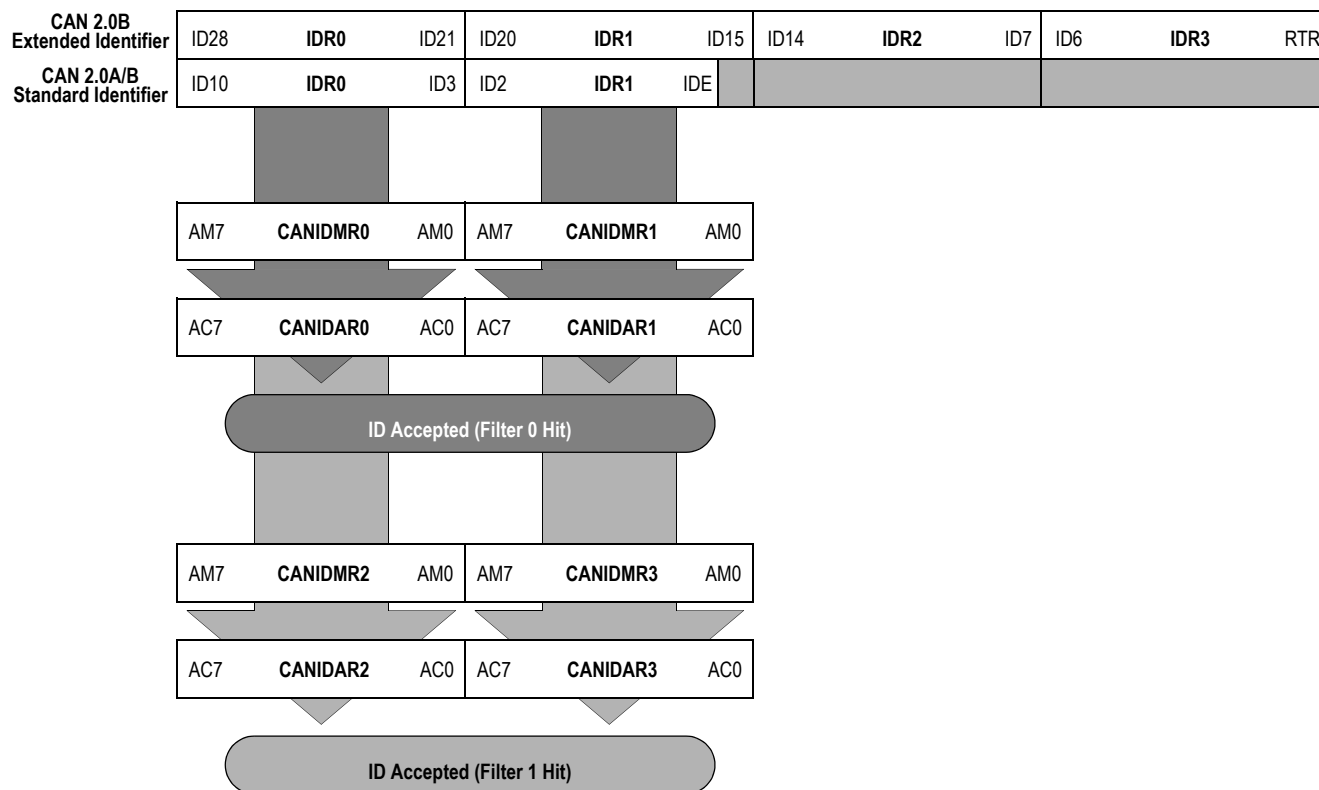 CAN 2.0B
Extended Identifier
ID28 IDR0 ID21 ID20 IDR1 ID15 ID14 IDR2 ID7 ID6 IDR3 RTR
CAN 2.0A/B
Standard Identifier
ID10 IDR0 ID3 ID2 IDR1 IDE
AM7 CANIDMR0 AM0 AM7 CANIDMR1 AM0
AC7 CANIDAR0 AC0 AC7 CANIDAR1 AC0
ID Accepted (Filter 0 Hit)
AM7 CANIDMR2 AM0 AM7 CANIDMR3 AM0
AC7 CANIDAR2 AC0 AC7 CANIDAR3 AC0
ID Accepted (Filter 1 Hit)